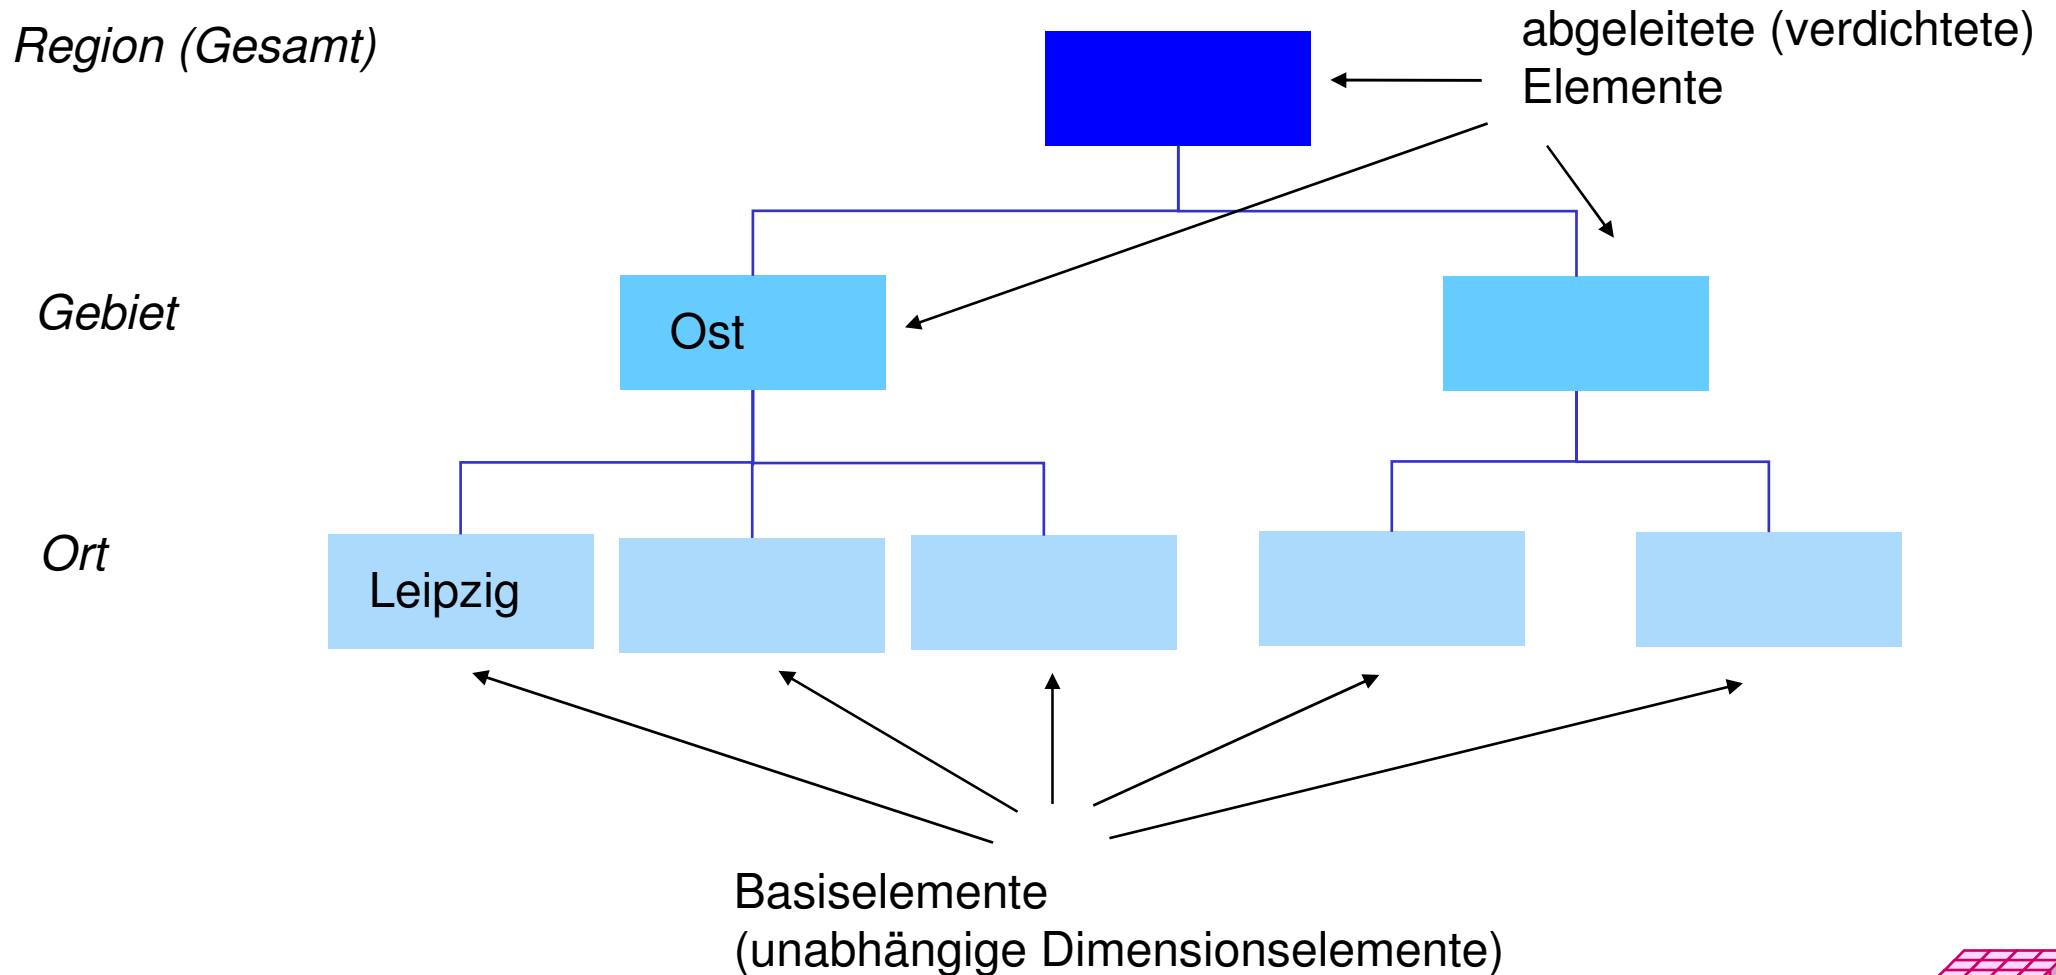 Region (Gesamt)
abgeleitete (verdichtete)
Elemente
Gebiet
Ost
Ort
Leipzig
Basiselemente
(unabhängige Dimensionselemente)